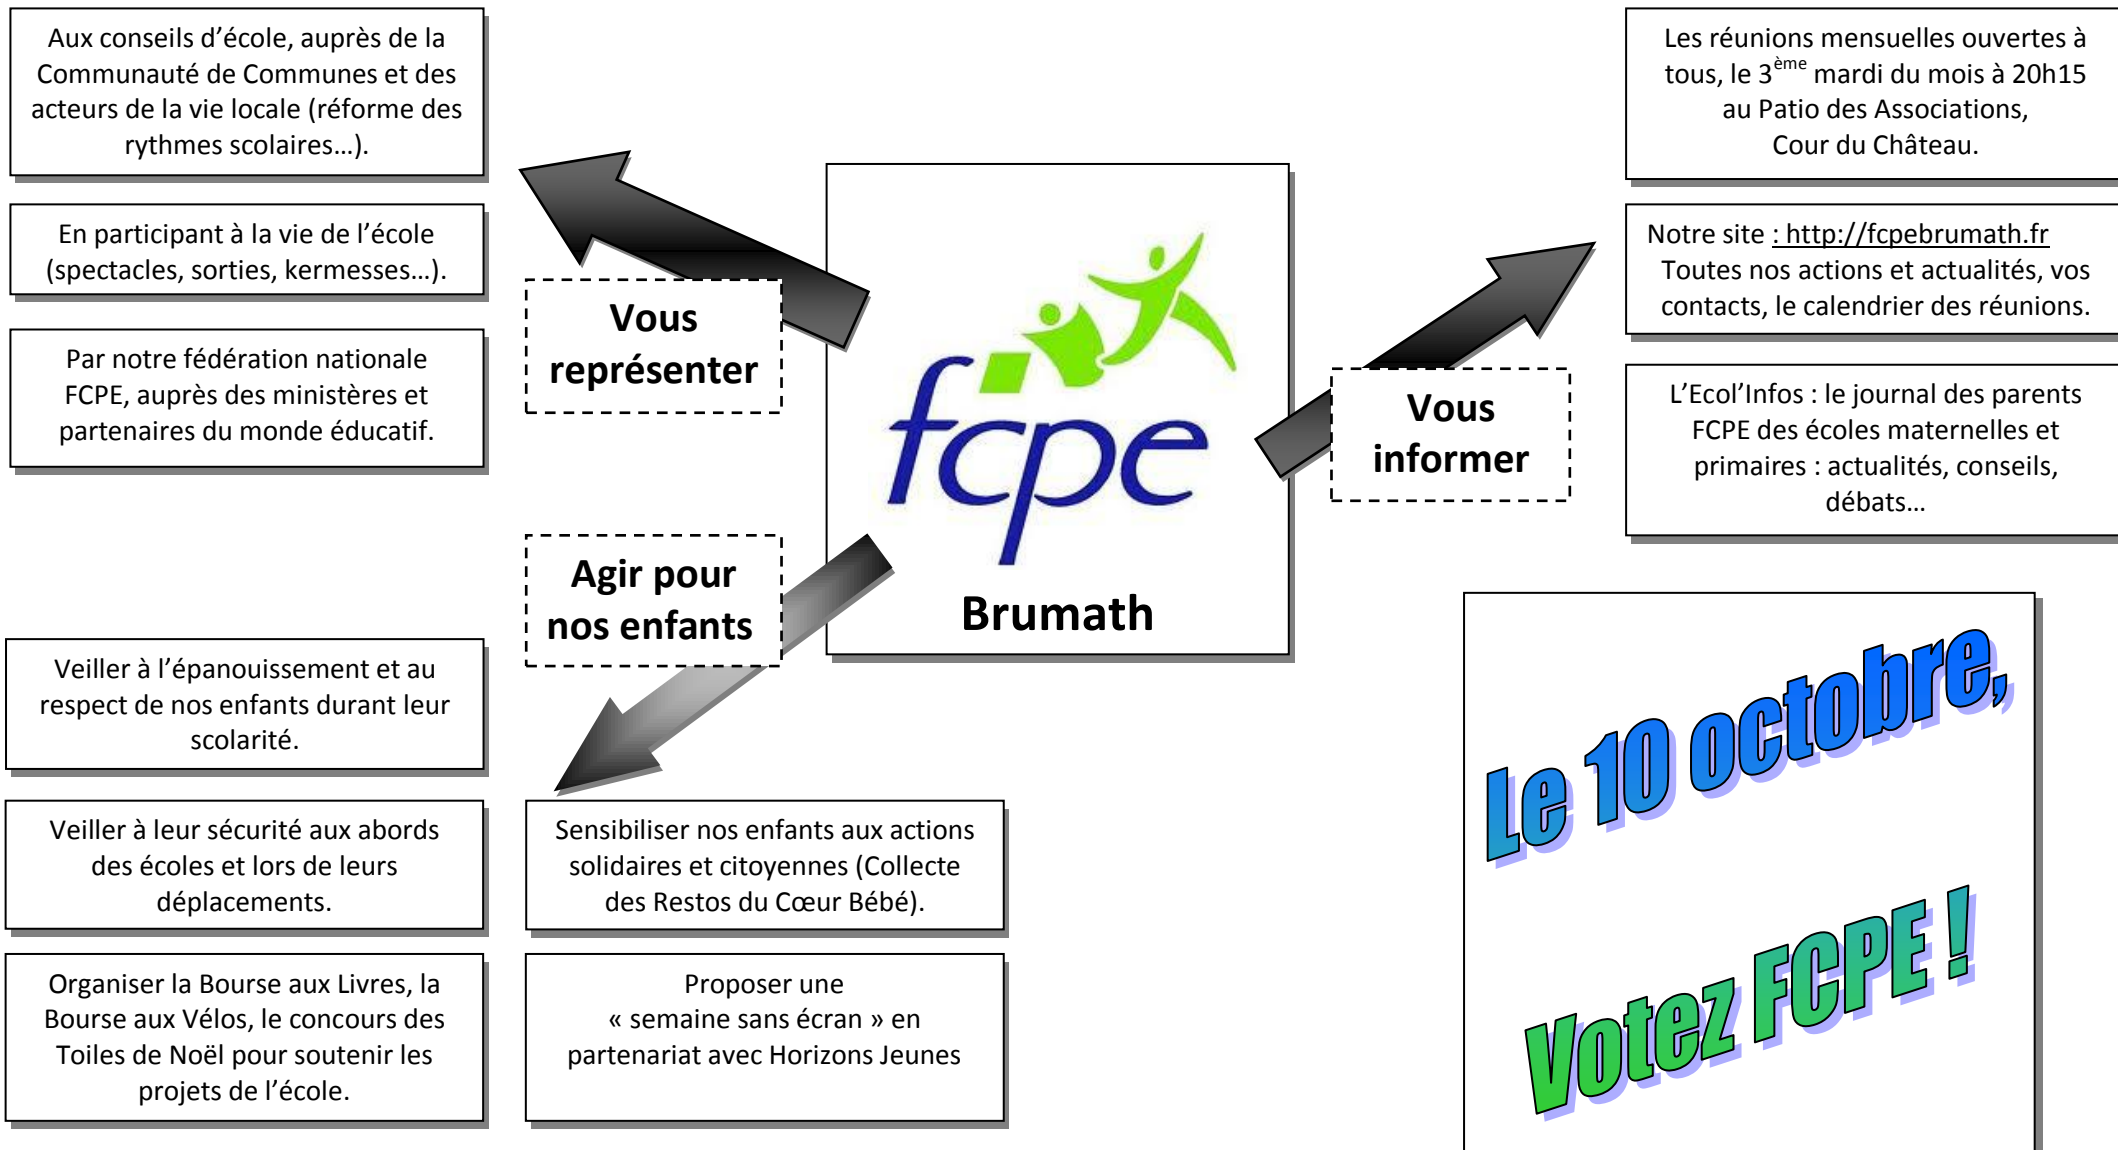 Aux conseils d’école, auprès de la
Communauté de Communes et des
acteurs de la vie locale (réforme des
rythmes scolaires…).
En participant à la vie de l’école
(spectacles, sorties, kermesses…).
Par notre fédération nationale
FCPE, auprès des ministères et
partenaires du monde éducatif.
Vous
représenter
fcpe
Brumath
Vous
informer
Les réunions mensuelles ouvertes à
tous, le 3ème mardi du mois à 20h15
au Patio des Associations,
Cour du Château.
Notre site : http://fcpebrumath.fr
Toutes nos actions et actualités, vos
contacts, le calendrier des réunions.
L’Ecol’Infos : le journal des parents
FCPE des écoles maternelles et
primaires : actualités, conseils,
débats…
Agir pour
nos enfants
Veiller à l’épanouissement et au
respect de nos enfants durant leur
scolarité.
Veiller à leur sécurité aux abords
des écoles et lors de leurs
déplacements.
Organiser la Bourse aux Livres, la
Bourse aux Vélos, le concours des
Toiles de Noël pour soutenir les
projets de l’école.
Sensibiliser nos enfants aux actions
solidaires et citoyennes (Collecte
des Restos du Cœur Bébé).
Proposer une
« semaine sans écran » en
partenariat avec Horizons Jeunes
Le 10 octobre,
Votez FCPE !